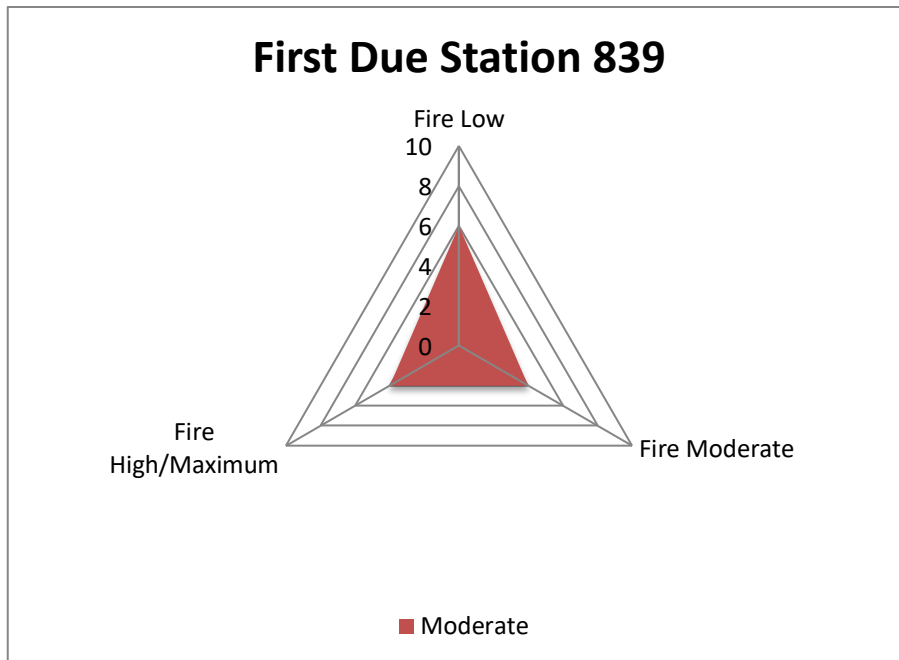 First Due Station 839
Fire Low
10
8
6
4
2
0
Fire
High/Maximum
Fire Moderate
Moderate